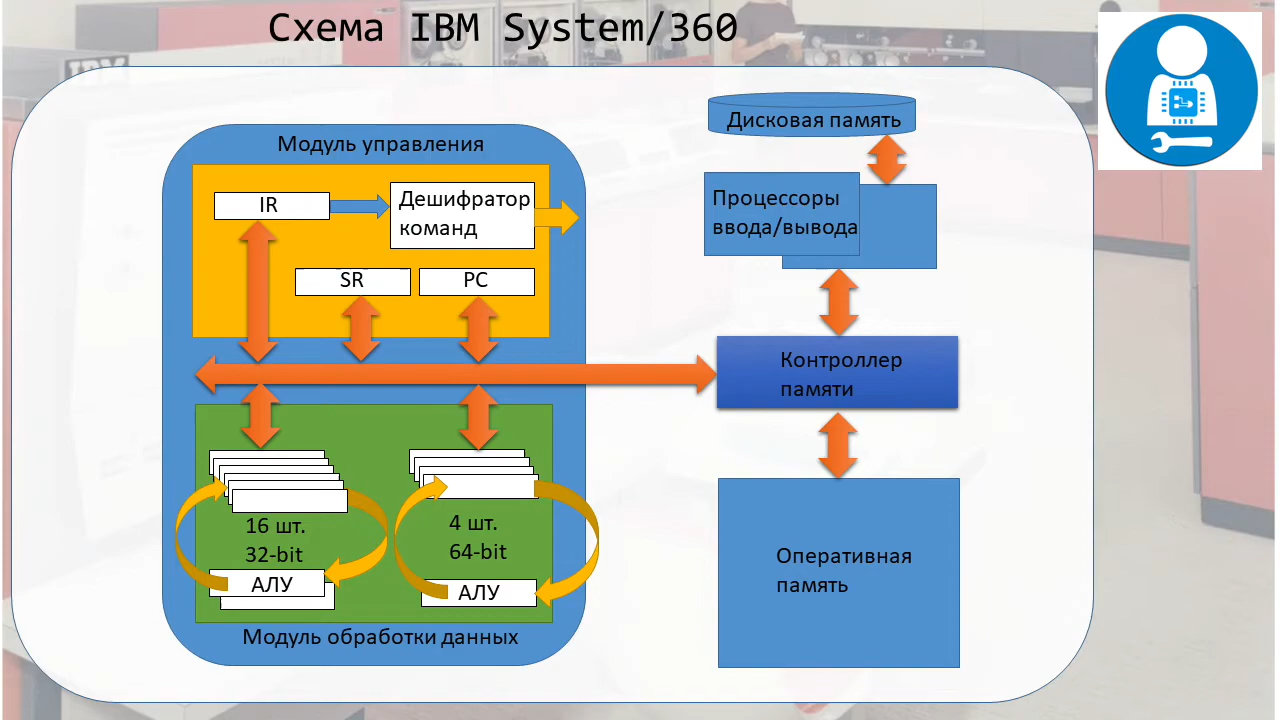 Схема IBM System/360
Модуль управления
IR
Дешифратор
команд
SR
PC
16 шт.
32-bit
АЛУ
4 шт.
64-bit
АЛУ
Модуль обработки данных
Дисковая память
Процессоры
ввода/вывода
Контроллер
памяти
Оперативная
память
IBM